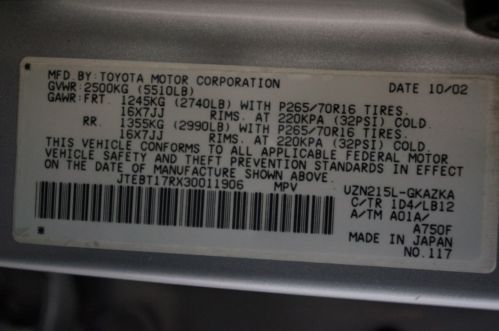 MFD BY:TOYOTA MOTOR CORPORATION DATE 10/02
GVWR:2500KG (5510LB)
GAWR:FRT. 1245KG (2740LB) WITH P265/70R16 TIRES.
16X7JJ RIMS. AT 220KPA (32PSI) COLD.
RR. 1355KG (2990LB) WITH P265/70R16 TIRES.
16X7JJ RIMS. AT 220KPA (32PSI) COLD.
THIS VEHICLE CONFORMS TO ALL APPLICABLE FEDERAL MOTOR
VEHICLE SAFETY AND THEFT PREVENTION STANDARDS IN EFFECT
ON THE DATE OF MANUFACTURE SHOWN ABOVE.
JTEBT17RX30011906 MPV UZN215L-GKAZKA
C/TR 1D4/LB12
A/TM A01A/
A750F
MADE IN JAPAN
NO.117